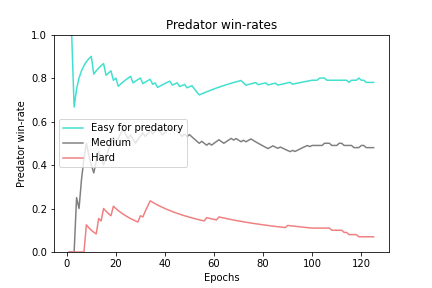 Predator win-rates
1.0
0.8
0.6
0.4
0.2
0.0
Predator win-rate
Easy for predatory
Medium
Hard
0 20 40 60 80 100 120
Epochs